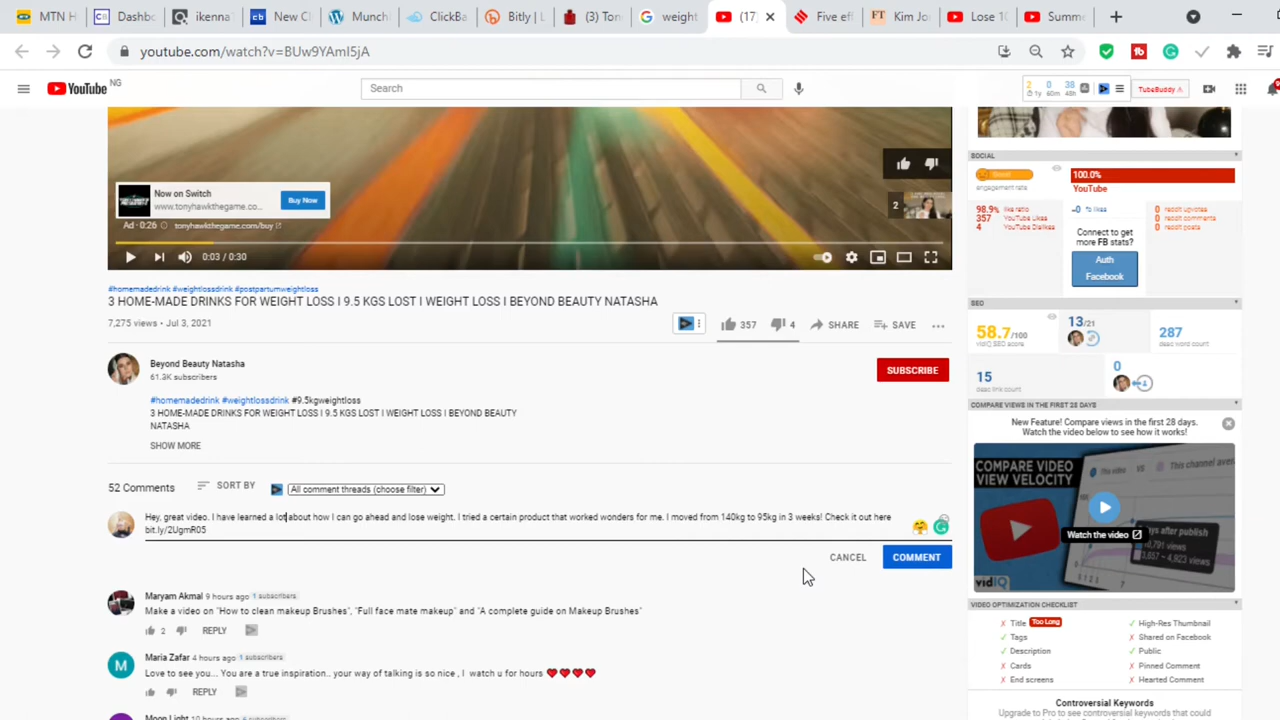 MTN H
Dashbo
ikenna
New Cl
Munch
ClickBa
Bitly | L
(3) Ton
weight
(17)
Five ef
Kim Jo
Lose 10
Summe
youtube.com/watch?v=BUw9YAmI5jA
YouTube NG
Search
TubeBuddy
Now on Switch
www.tonyhawkthegame.co...
Buy Now
Ad · 0:26
tonyhawkthegame.com/buy
2
0:03 / 0:30
#homemadedrink #weightlossdrink #postpartumweightloss
3 HOME-MADE DRINKS FOR WEIGHT LOSS I 9.5 KGS LOST I WEIGHT LOSS I BEYOND BEAUTY NATASHA
7,275 views • Jul 3, 2021
357
4
SHARE
SAVE
Beyond Beauty Natasha
61.3K subscribers
SUBSCRIBE
#homemadedrink #weightlossdrink #9.5kgweightloss
3 HOME-MADE DRINKS FOR WEIGHT LOSS I 9.5 KGS LOST I WEIGHT LOSS I BEYOND BEAUTY
NATASHA
SHOW MORE
52 Comments
SORT BY
All comment threads (choose filter)
Hey, great video. I have learned a lot about how I can go ahead and lose weight. I tried a certain product that worked wonders for me. I moved from 140kg to 95kg in 3 weeks! Check it out here
bit.ly/2UgmR05
CANCEL
COMMENT
Maryam Akmal 9 hours ago 1 subscribers
Make a video on "How to clean makeup Brushes", "Full face mate makeup" and "A complete guide on Makeup Brushes"
2
REPLY
M
Maria Zafar 4 hours ago 1 subscribers
Love to see you... You are a true inspiration.. your way of talking is so nice , I watch u for hours
REPLY
Moon Light 10 hours ago
SOCIAL
engagement rate
100.0%
YouTube
98.9% like ratio
357 YouTube Likes
4 YouTube Dislikes
0 fb likes
Connect to get
more FB stats?
Auth
Facebook
0 reddit upvotes
0 reddit comments
0 reddit posts
SEO
58.7/100
vidIQ SEO score
13/21
287
desc word count
15
desc link count
0
COMPARE VIEWS IN THE FIRST 28 DAYS
New Feature! Compare views in the first 28 days.
Watch the video below to see how it works!
COMPARE VIDEO
VIEW VELOCITY
Watch the video
vidIQ
VIDEO OPTIMIZATION CHECKLIST
Title Too Long
Tags
Description
Cards
End screens
High-Res Thumbnail
Shared on Facebook
Public
Pinned Comment
Hearted Comment
Controversial Keywords
Upgrade to Pro to see controversial keywords that could